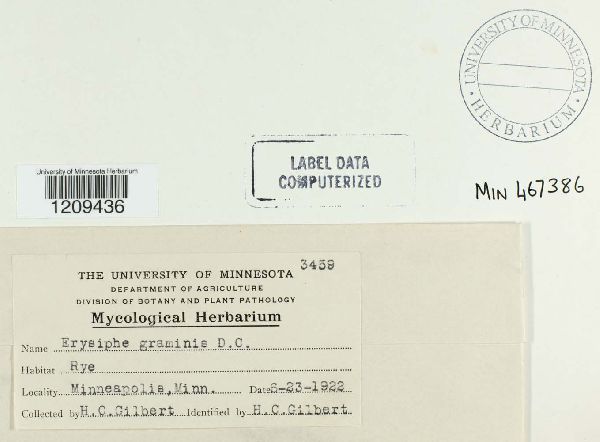 UNIVERSITY OF MINNESOTA
· HERBARIUM ·
University of Minnesota Herbarium
1209436
LABEL DATA
COMPUTERIZED
MIN 467386
3439
THE UNIVERSITY OF MINNESOTA
DEPARTMENT OF AGRICULTURE
DIVISION OF BOTANY AND PLANT PATHOLOGY
Mycological Herbarium
Name Erysiphe graminis D.C.
Habitat Rye
Locality Minneapolis, Minn. Date 6-23-1922
Collected by H.C.Gilbert Identified by H.C.Gilbert